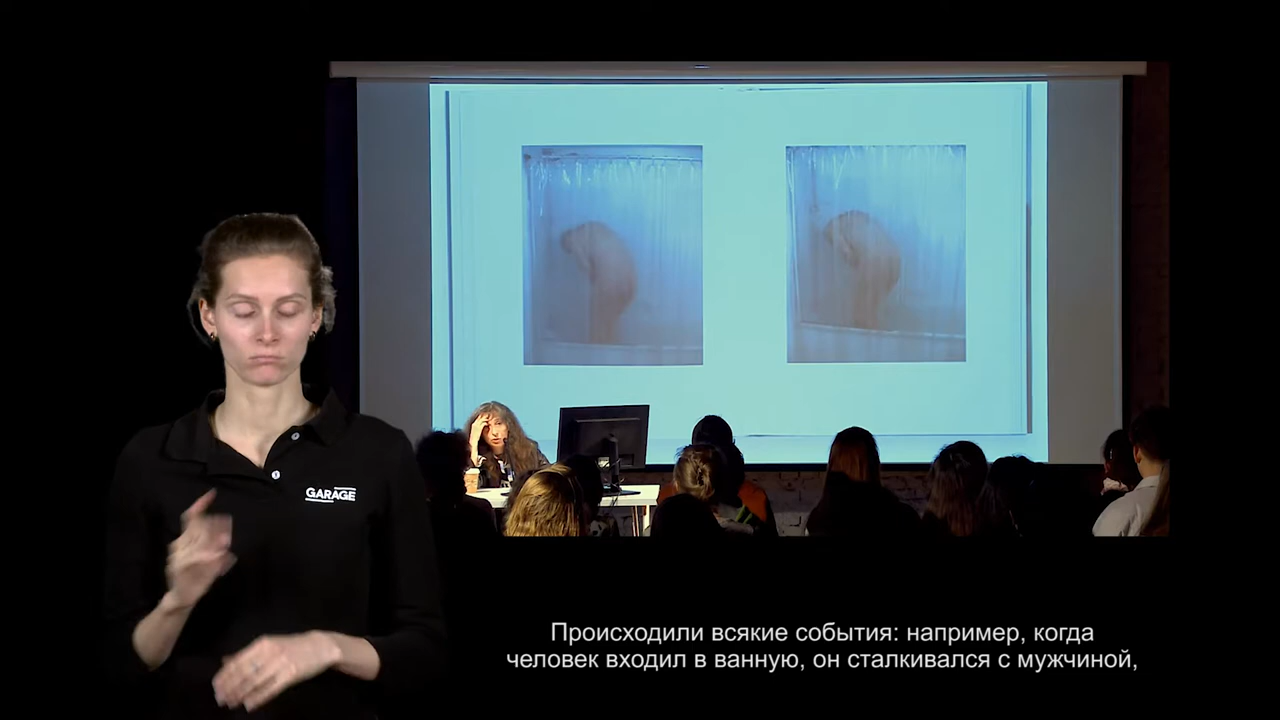 GARAGE
Происходили всякие события: например, когда
человек входил в ванную, он сталкивался с мужчиной,